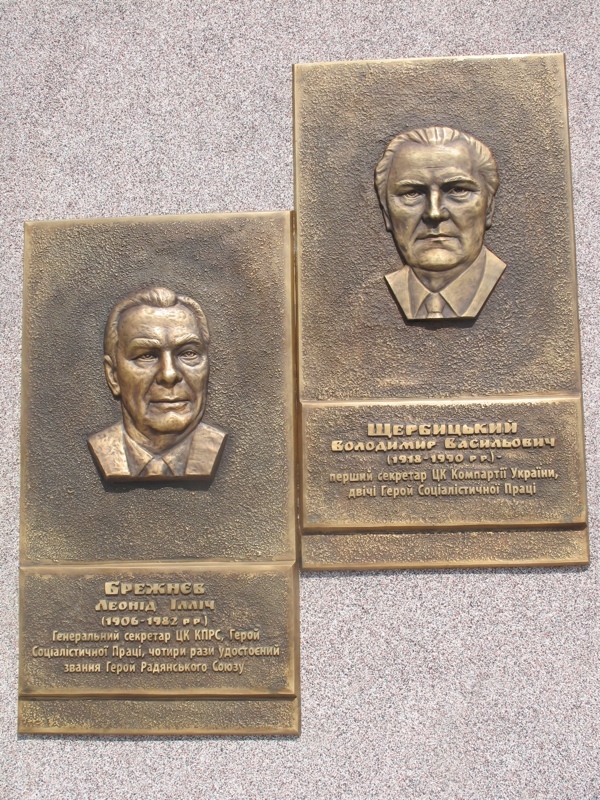 Щербицький
Володимир Васильович
(1918-1990 р.р.)-
перший секретар ЦК Компартії України,
двічі Герой Соціалістичної Праці
Брежнєв
Леонід Ілліч
(1906-1982 р.р.)
Генеральний секретар ЦК КПРС, Герой
Соціалістичної Праці, чотири рази удостоєний
звання Герой Радянського Союзу